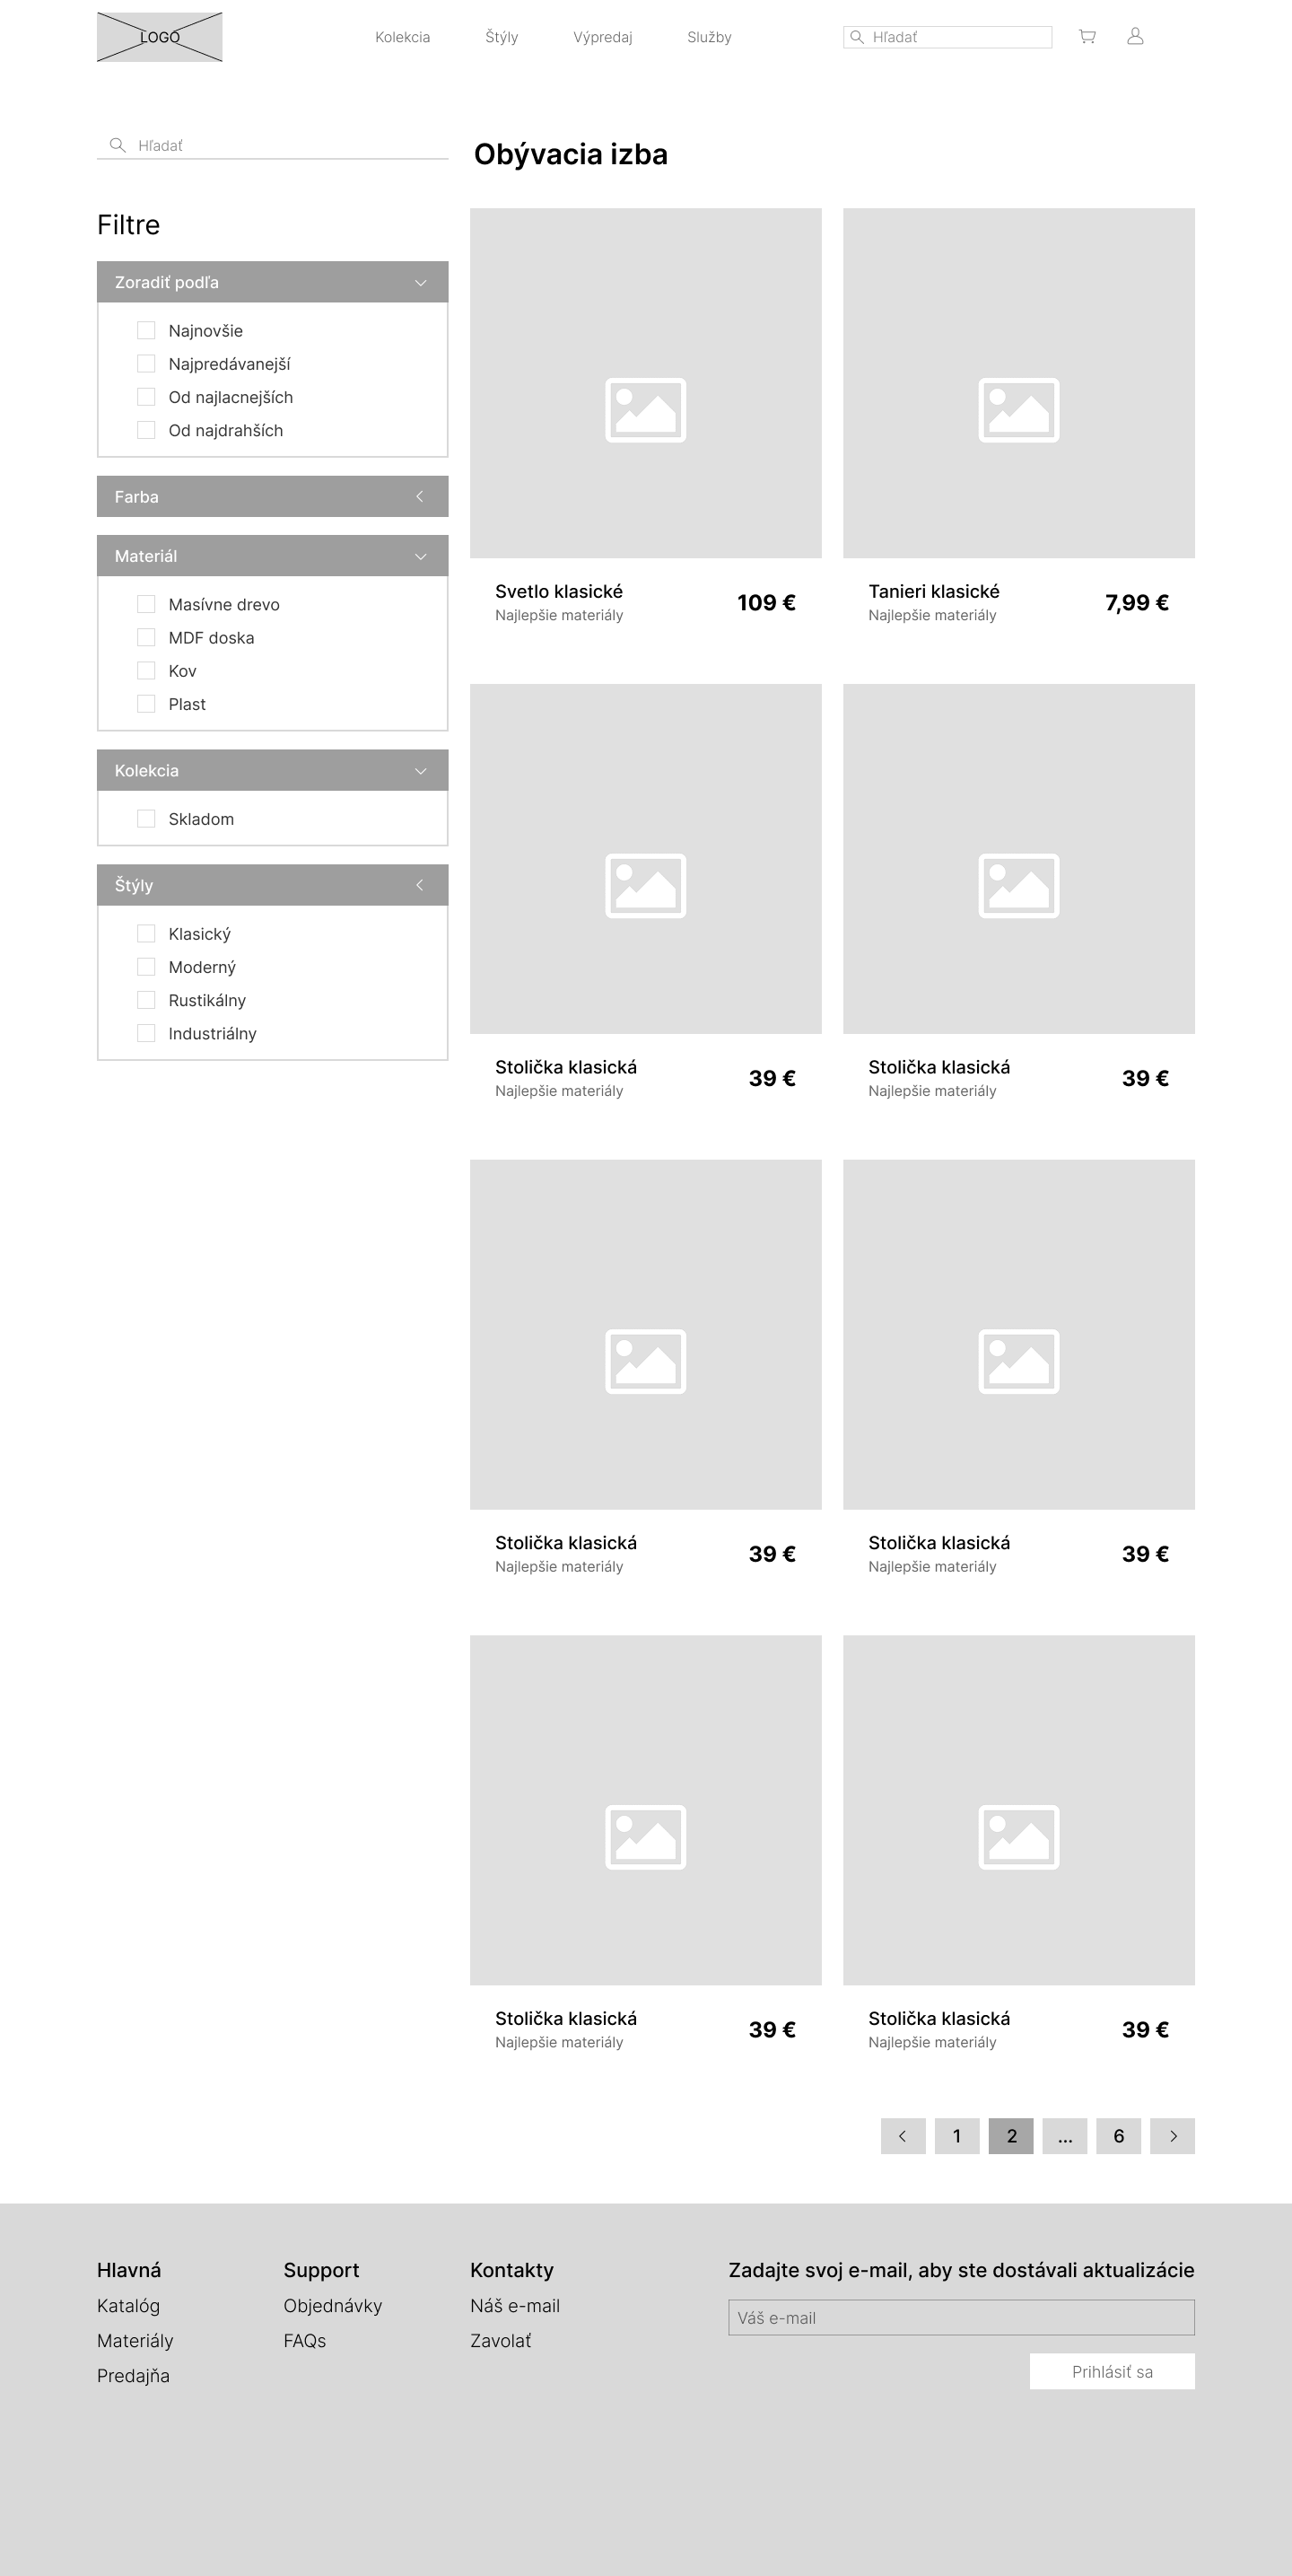 LOGO
Kolekcia Štýly Výpredaj Služby Hľadať
Hľadať
Obývacia izba
Filtre
Zoradiť podľa
Najnovšie
Najpredávanejší
Od najlacnejších
Od najdrahších
Farba
Materiál
Masívne drevo
MDF doska
Kov
Plast
Kolekcia
Skladom
Štýly
Klasický
Moderný
Rustikálny
Industriálny
Svetlo klasické
Najlepšie materiály
109 €
Tanieri klasické
Najlepšie materiály
7,99 €
Stolička klasická
Najlepšie materiály
39 €
Stolička klasická
Najlepšie materiály
39 €
Stolička klasická
Najlepšie materiály
39 €
Stolička klasická
Najlepšie materiály
39 €
Stolička klasická
Najlepšie materiály
39 €
Stolička klasická
Najlepšie materiály
39 €
1 2 ... 6
Hlavná
Katalóg
Materiály
Predajňa
Support
Objednávky
FAQs
Kontakty
Náš e-mail
Zavolať
Zadajte svoj e-mail, aby ste dostávali aktualizácie
Váš e-mail
Prihlásiť sa